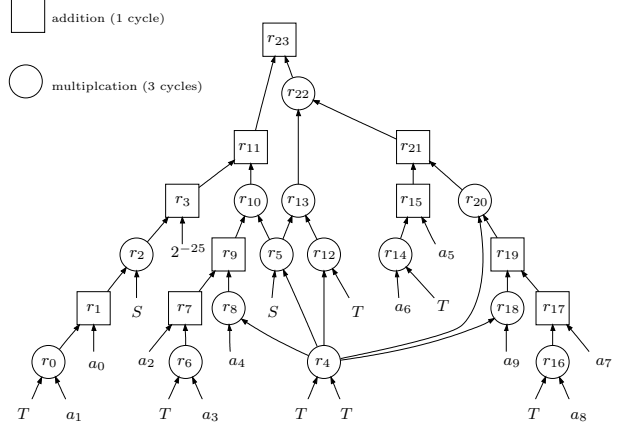 addition (1 cycle)
r23
multiplcation (3 cycles)
r22
r11 r21
r3 r10 r13 r15 r20
r2 2−25 r9 r5 r12 r14 a5 r19
r1 S r7 r8 S T a6 T r18 r17
r0 a0 a2 r6 a4 r4 a9 r16 a7
T a1 T a3 T T T a8